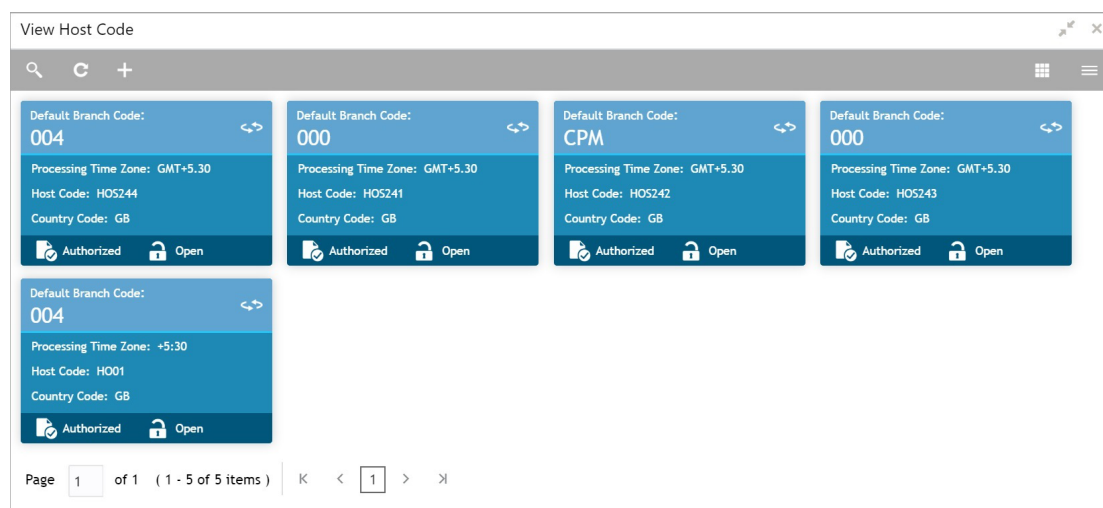 View Host Code
Default Branch Code:
004
Processing Time Zone: GMT+5.30
Host Code: HOS244
Country Code: GB
Authorized Open
Default Branch Code:
000
Processing Time Zone: GMT+5.30
Host Code: HOS241
Country Code: GB
Authorized Open
Default Branch Code:
CPM
Processing Time Zone: GMT+5.30
Host Code: HOS242
Country Code: GB
Authorized Open
Default Branch Code:
000
Processing Time Zone: GMT+5.30
Host Code: HOS243
Country Code: GB
Authorized Open
Default Branch Code:
004
Processing Time Zone: +5:30
Host Code: HO01
Country Code: GB
Authorized Open
Page 1 of 1 ( 1 - 5 of 5 items ) 1